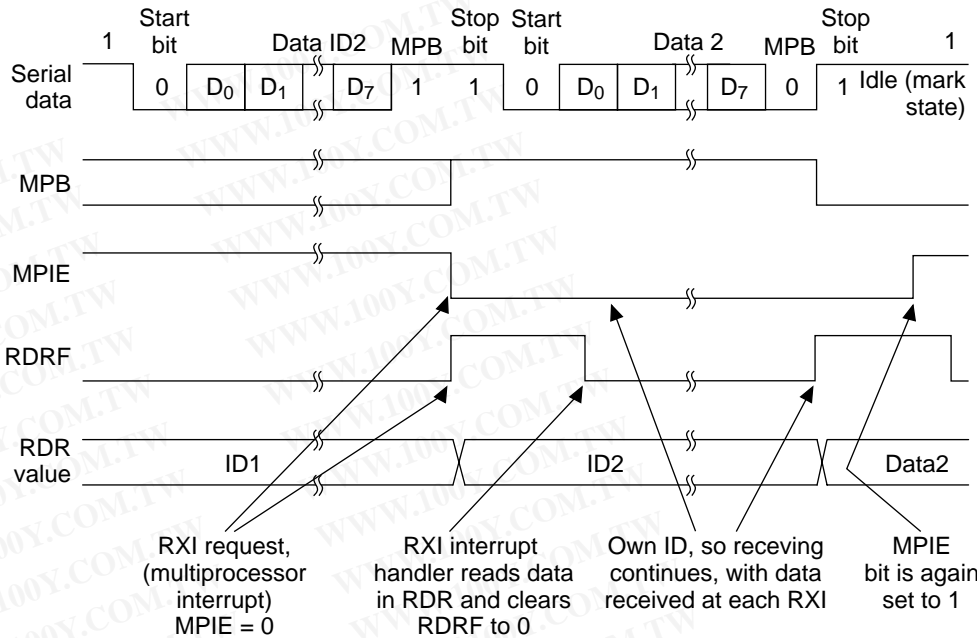 Start bit
Stop bit
Start bit
Stop bit
1 Data ID2 MPB Data 2 MPB 1
Serial data
0 D0 D1 D7 1 1 0 D0 D1 D7 0 1 Idle (mark state)
MPB
MPIE
RDRF
RDR value
ID1 ID2 Data2
RXI request,
(multiprocessor
interrupt)
MPIE = 0
RXI interrupt
handler reads data
in RDR and clears
RDRF to 0
Own ID, so receving
continues, with data
received at each RXI
MPIE
bit is again
set to 1
WWW.100Y.COM.TW